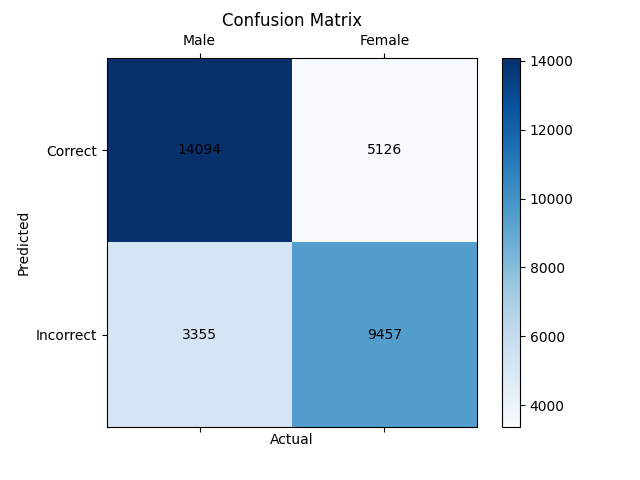 Confusion Matrix
Male Female
14000
Correct 14094 5126
12000
10000
Predicted
8000
Incorrect 3355 9457
6000
4000
Actual